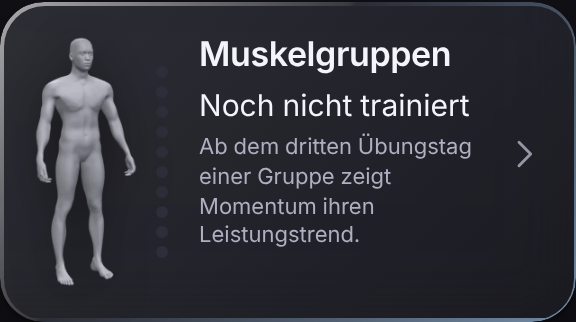 Muskelgruppen
Noch nicht trainiert
Ab dem dritten Übungstag
einer Gruppe zeigt
Momentum ihren
Leistungstrend.